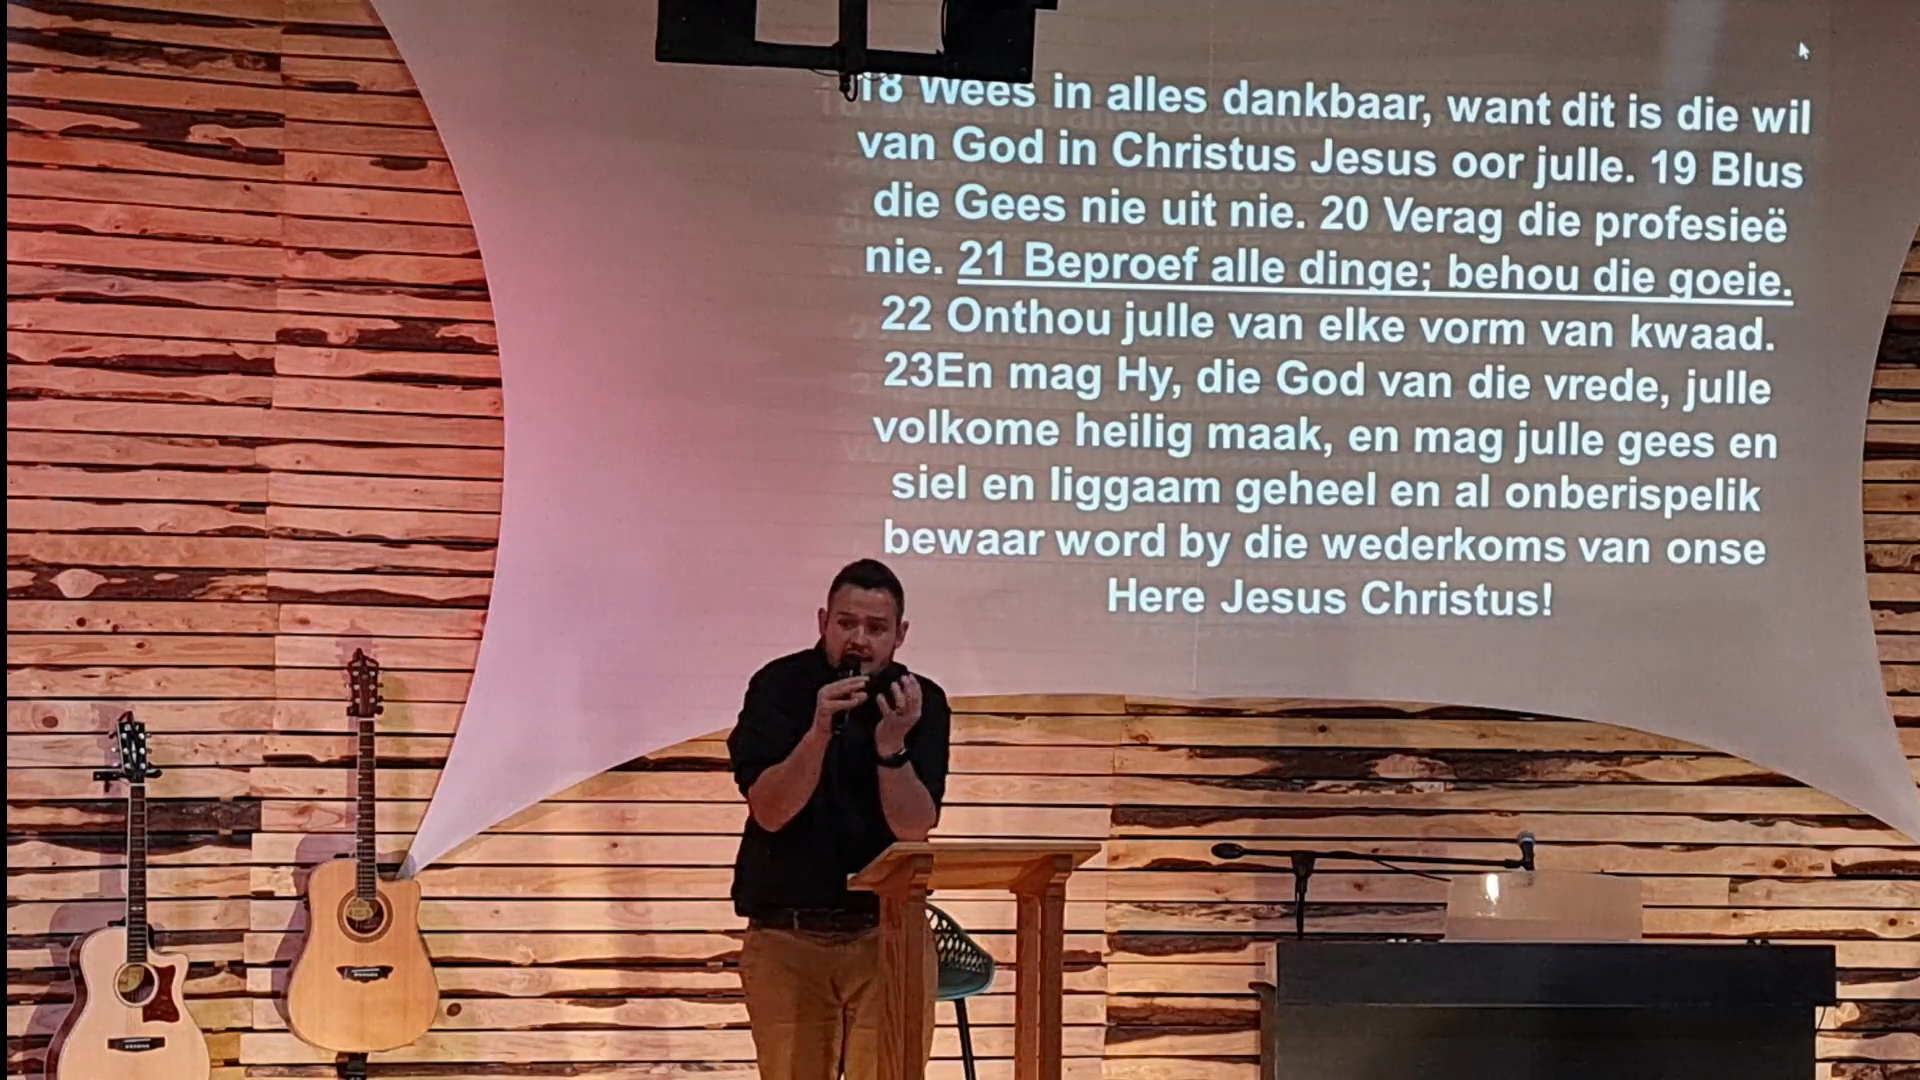 18 Wees in alles dankbaar, want dit is die wil
van God in Christus Jesus oor julle. 19 Blus
die Gees nie uit nie. 20 Verag die profesieë
nie. 21 Beproef alle dinge; behou die goeie.
22 Onthou julle van elke vorm van kwaad.
23En mag Hy, die God van die vrede, julle
volkome heilig maak, en mag julle gees en
siel en liggaam geheel en al onberispelik
bewaar word by die wederkoms van onse
Here Jesus Christus!